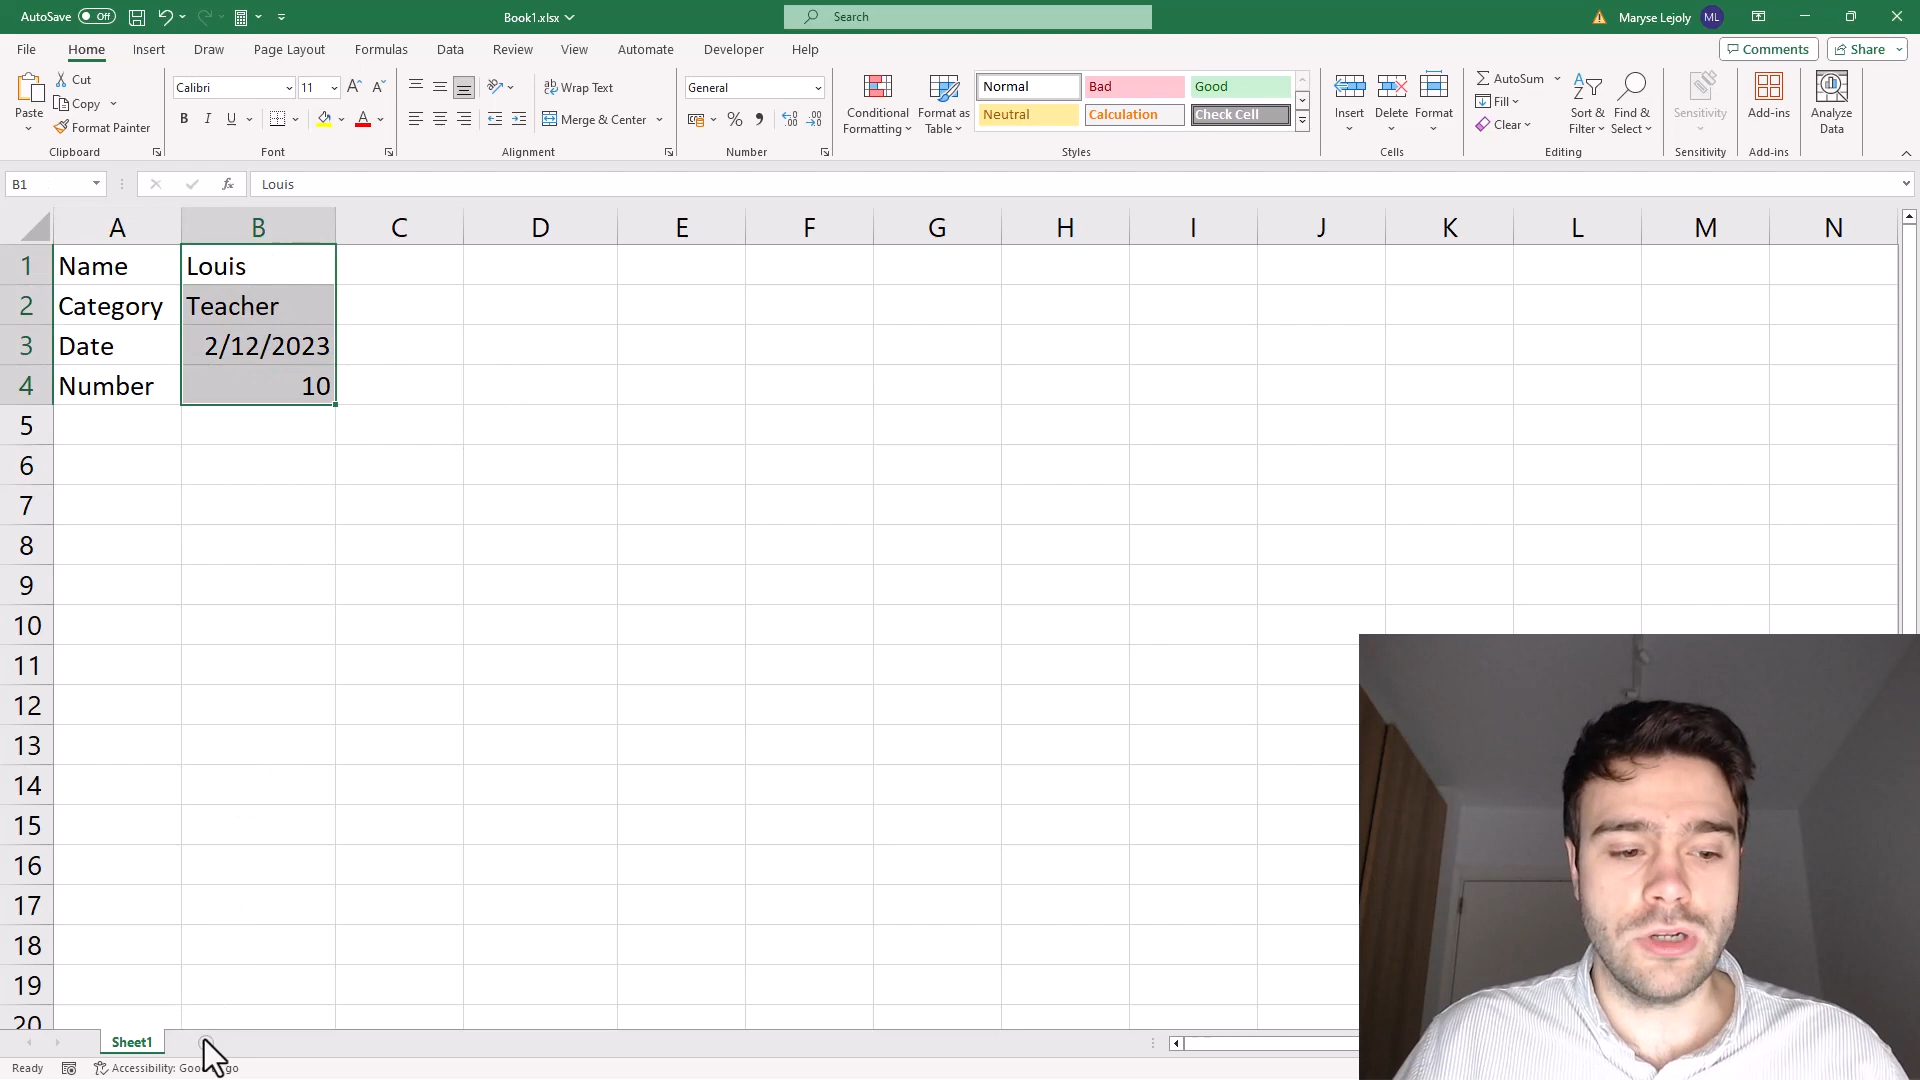 AutoSave Off Book1.xlsx Search Maryse Lejoly ML
File Home Insert Draw Page Layout Formulas Data Review View Automate Developer Help Comments Share
Paste Cut Copy Format Painter Clipboard
Calibri 11 B I U A Font
Wrap Text Merge & Center Alignment
General % Number
Conditional Formatting Format as Table Normal Bad Good Neutral Calculation Check Cell Styles
Insert Delete Format Cells
AutoSum Fill Clear Sort & Filter Find & Select Editing
Sensitivity Sensitivity
Add-ins Add-ins
Analyze Data
B1 fx Louis
A B C D E F G H I J K L M N
1 Name Louis
2 Category Teacher
3 Date 2/12/2023
4 Number 10
5
6
7
8
9
10
11
12
13
14
15
16
17
18
19
20
Sheet1
Ready Accessibility: Goo go